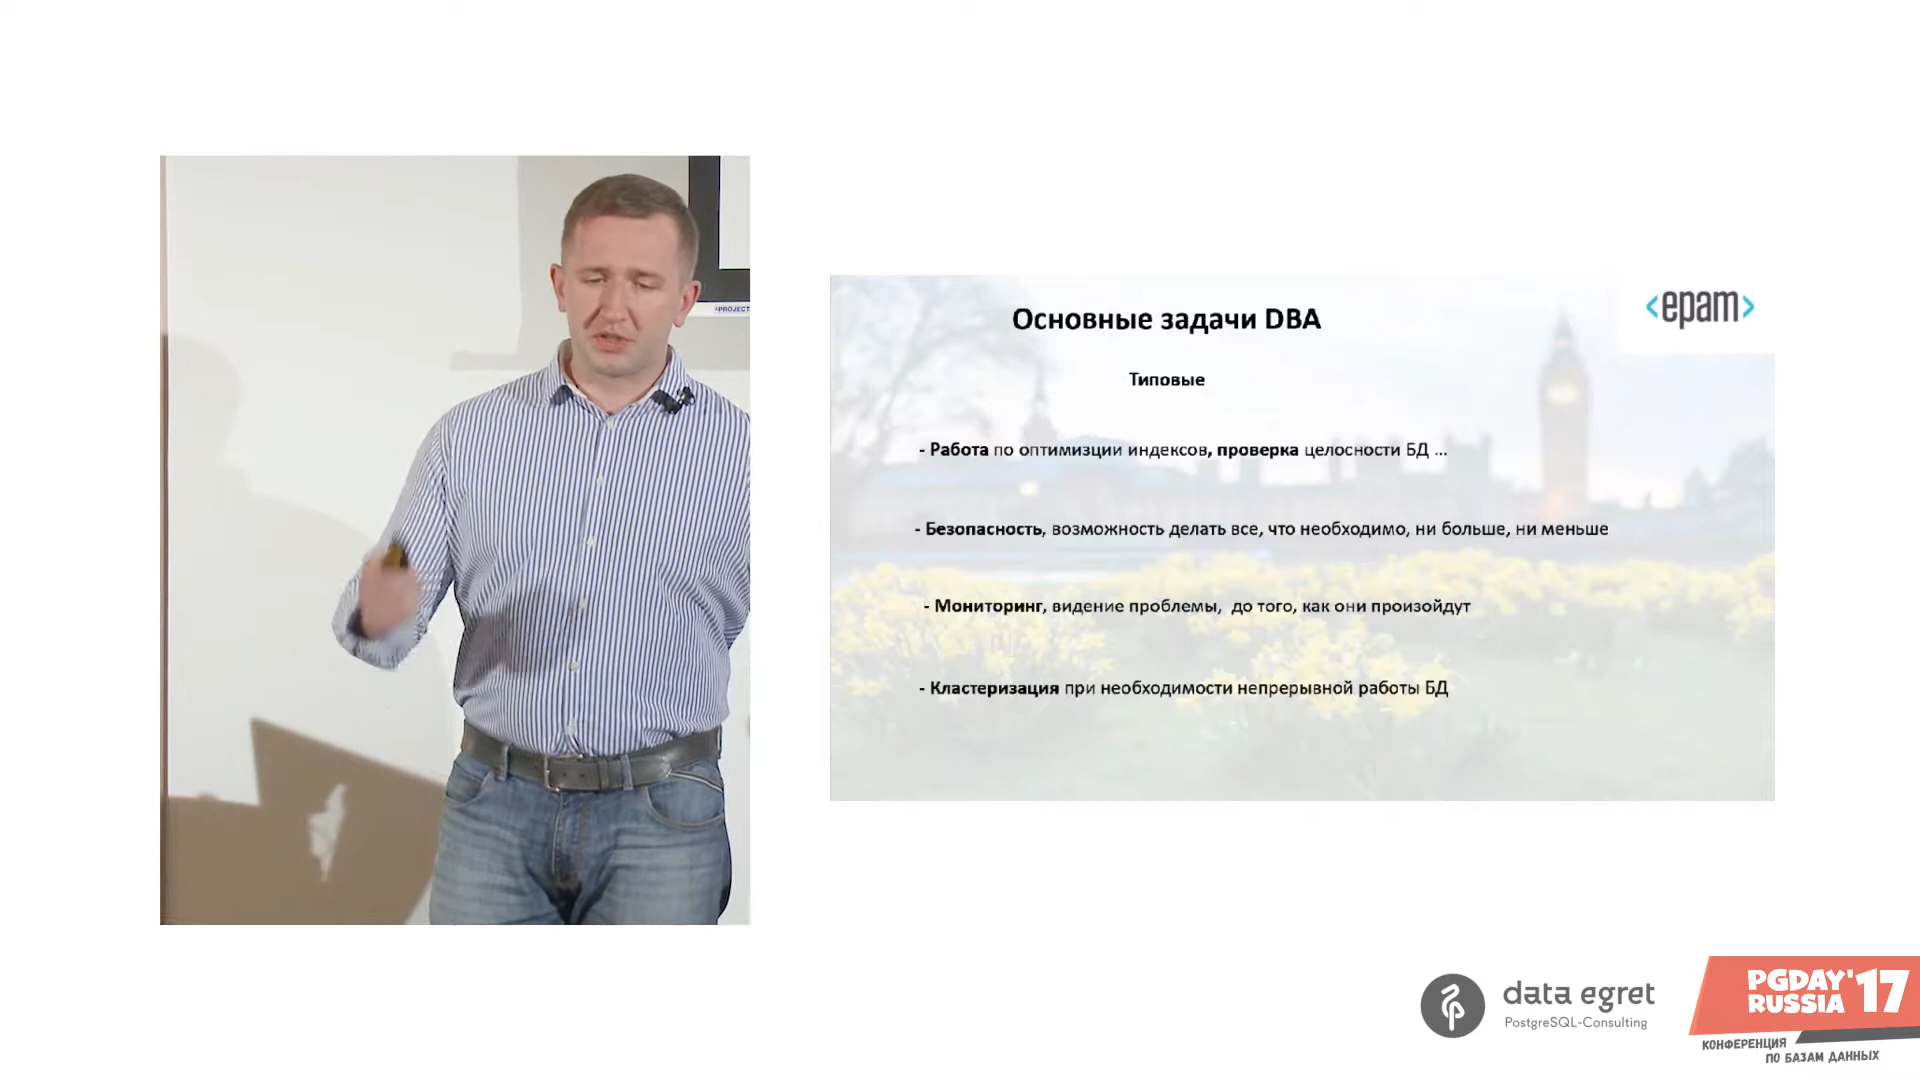 PROJECT
<epam>
Основные задачи DBA
Типовые
- Работа по оптимизции индексов, проверка целосности БД ...
- Безопасность, возможность делать все, что необходимо, ни больше, ни меньше
- Мониторинг, видение проблемы, до того, как они произойдут
- Кластеризация при необходимости непрерывной работы БД
data egret
PostgreSQL-Consulting
PGDAY'17
RUSSIA
КОНФЕРЕНЦИЯ
ПО БАЗАМ ДАННЫХ